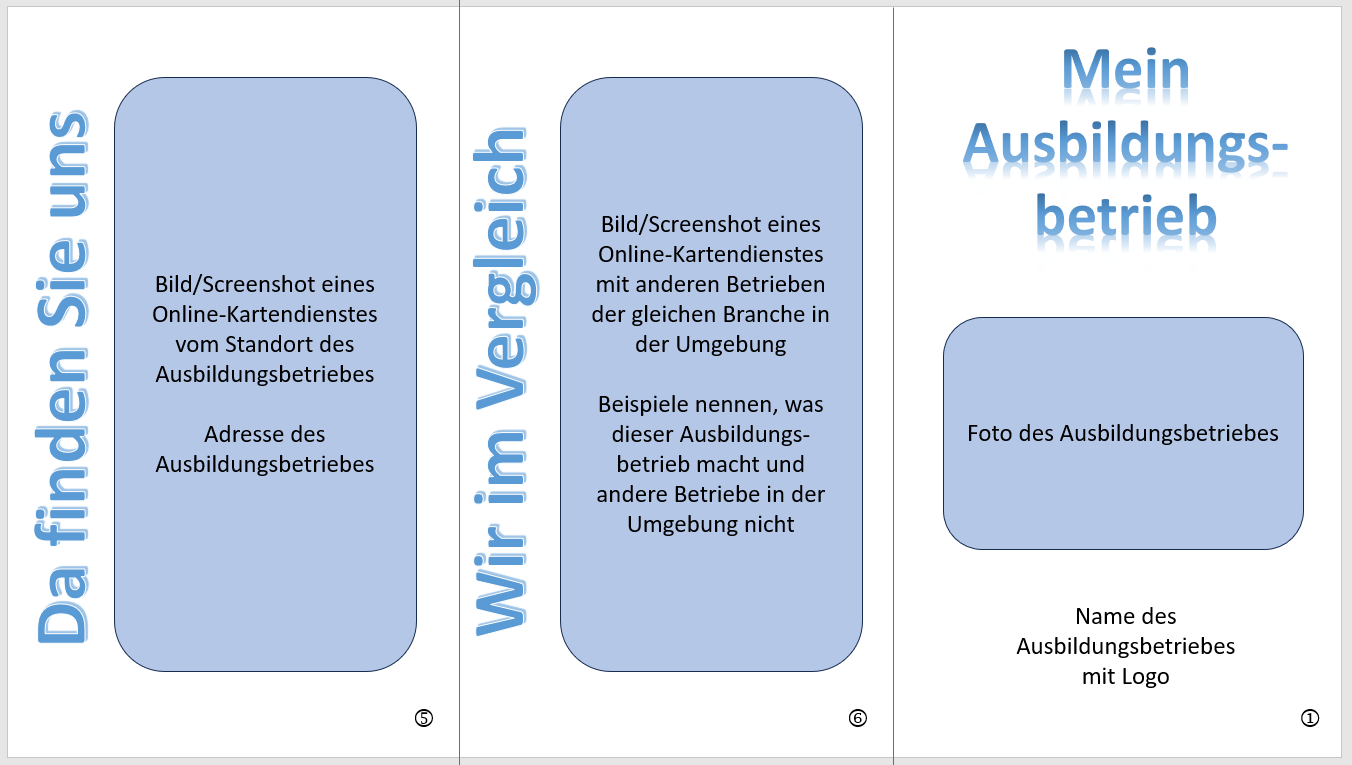 Da finden Sie uns
Bild/Screenshot eines
Online-Kartendienstes
vom Standort des
Ausbildungsbetriebes
Adresse des
Ausbildungsbetriebes
⑤
Wir im Vergleich
Bild/Screenshot eines
Online-Kartendienstes
mit anderen Betrieben
der gleichen Branche in
der Umgebung
Beispiele nennen, was
dieser Ausbildungs-
betrieb macht und
andere Betriebe in der
Umgebung nicht
⑥
Mein
Ausbildungs-
betrieb
Foto des Ausbildungsbetriebes
Name des
Ausbildungsbetriebes
mit Logo
①